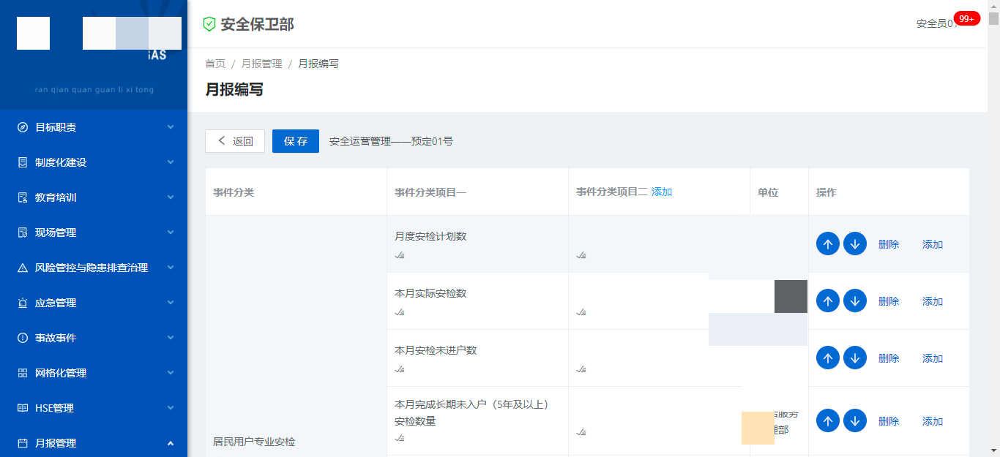 GAS
ran qian quan guan li xi tong
目标职责
制度化建设
教育培训
现场管理
风险管控与隐患排查治理
应急管理
事故事件
网格化管理
HSE管理
月报管理
安全保卫部
安全员0
99+
首页 / 月报管理 / 月报编写
月报编写
返回
保 存
安全运营管理——预定01号
事件分类 事件分类项目一 事件分类项目二 添加 单位 操作
月度安检计划数
删除 添加
本月实际安检数
删除 添加
本月安检未进户数
删除 添加
本月完成长期未入户（5年及以上）
安检数量
服务
理部
删除 添加
居民用户专业安检